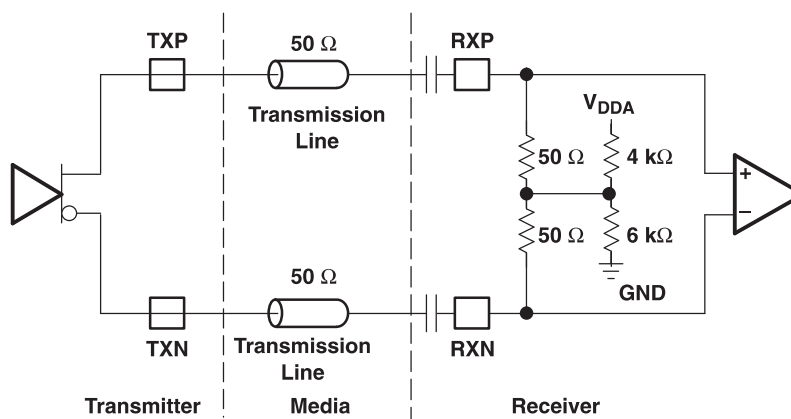 TXP
50 Ω
RXP
Transmission
Line
VDDA
50 Ω
4 kΩ
+
−
50 Ω
6 kΩ
GND
50 Ω
TXN
Transmission
Line
RXN
Transmitter
Media
Receiver